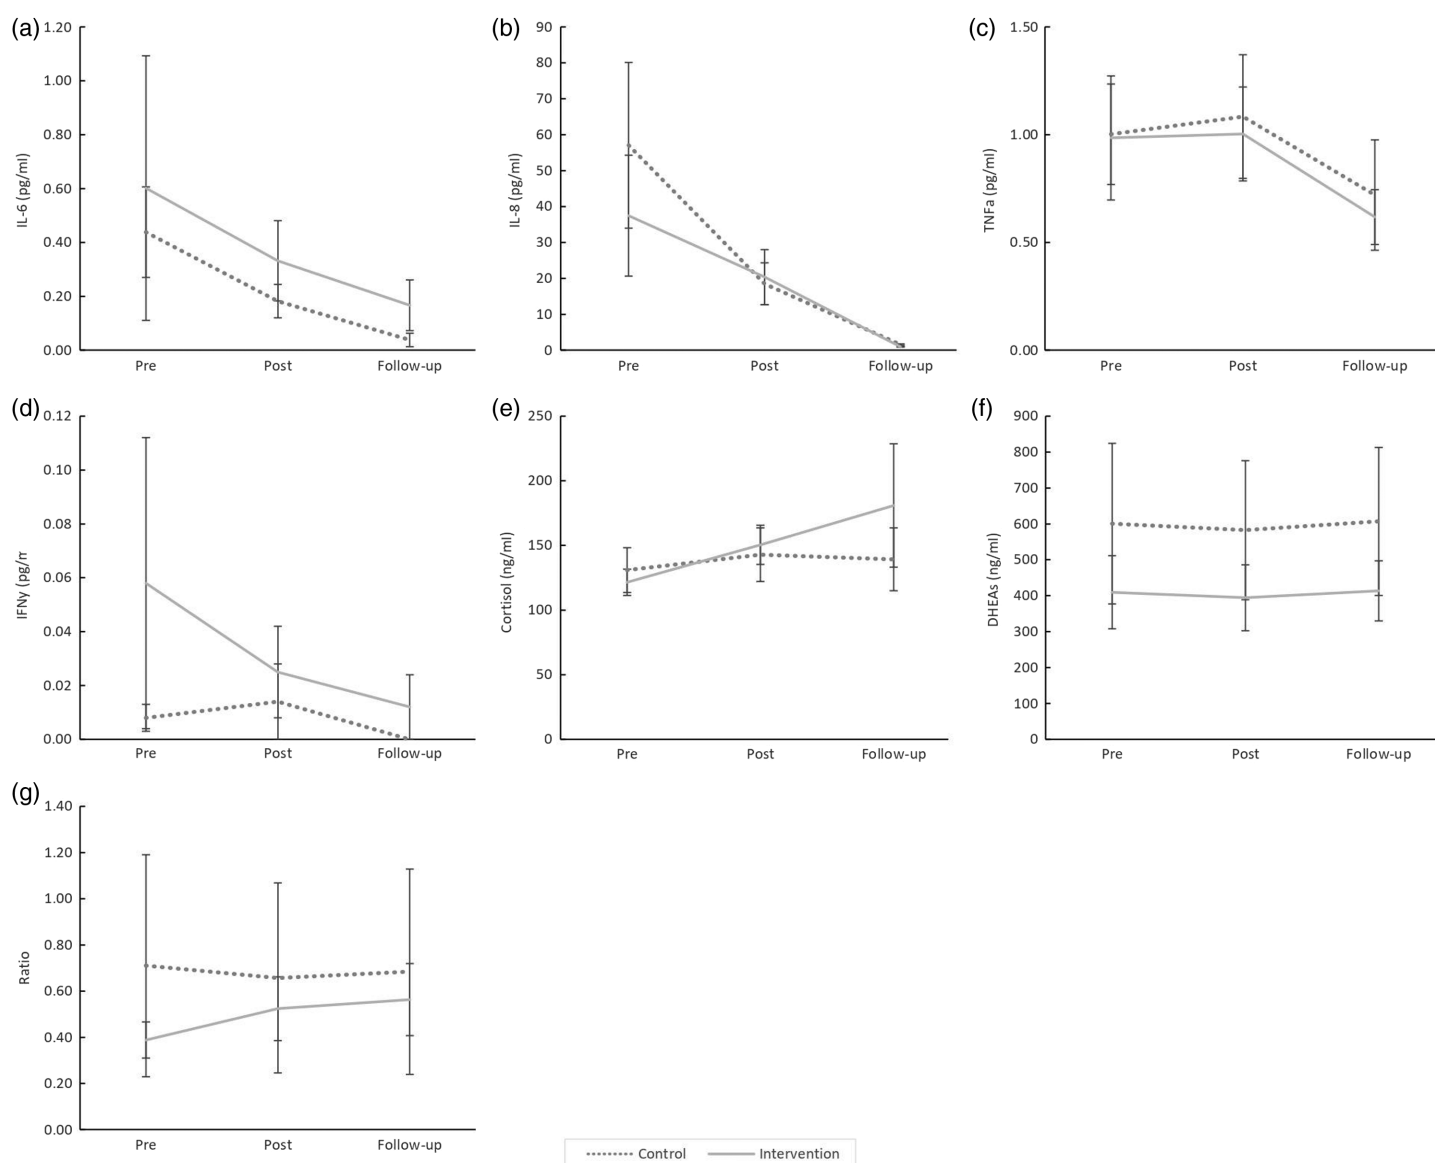 (a)
1.20
1.00
0.80
0.60
0.40
0.20
0.00
IL-6 (pg/ml)
Pre Post Follow-up
(b)
90
80
70
60
50
40
30
20
10
0
IL-8 (pg/ml)
Pre Post Follow-up
(c)
1.50
1.00
0.50
0.00
TNFa (pg/ml)
Pre Post Follow-up
(d)
0.12
0.10
0.08
0.06
0.04
0.02
0.00
IFNy (pg/r
Pre Post Follow-up
(e)
250
200
150
100
50
0
Cortisol (ng/ml)
Pre Post Follow-up
(f)
900
800
700
600
500
400
300
200
100
0
DHEAs (ng/ml)
Pre Post Follow-up
(g)
1.40
1.20
1.00
0.80
0.60
0.40
0.20
0.00
Ratio
Pre Post Follow-up
Control Intervention